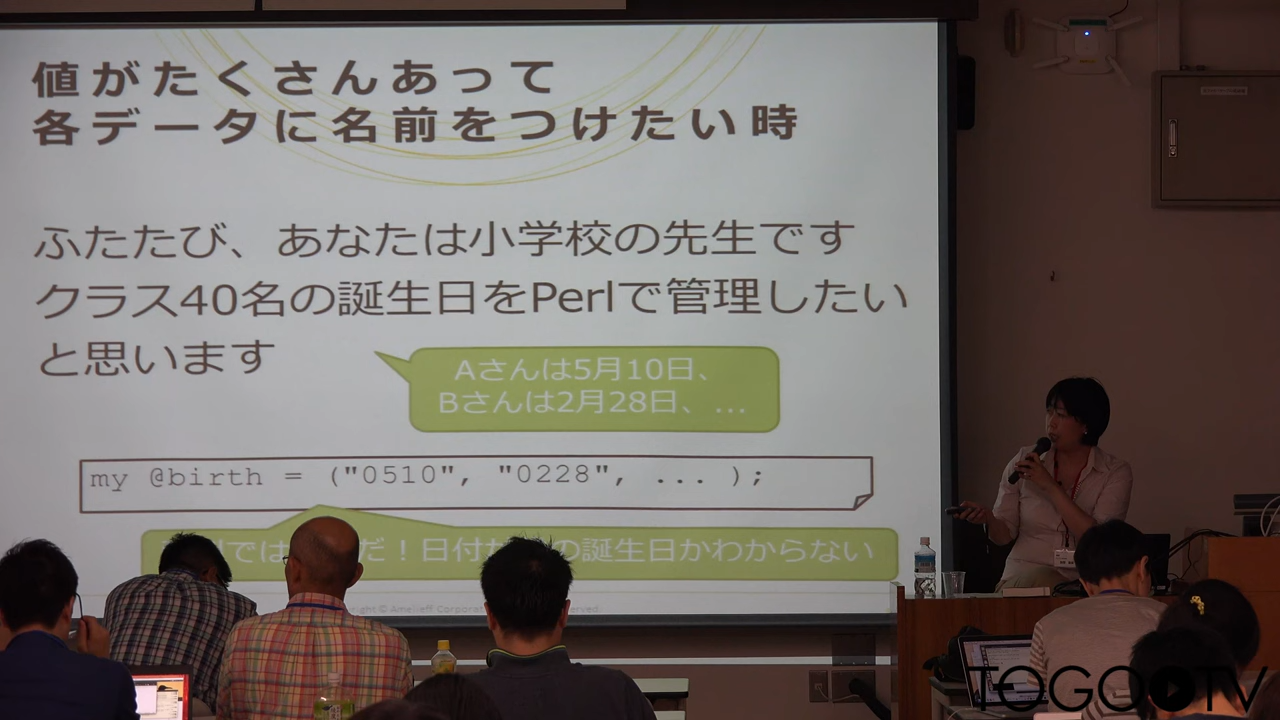 値がたくさんあって
各データに名前をつけたい時
ふたたび、あなたは小学校の先生です
クラス40名の誕生日をPerlで管理したい
と思います
Aさんは5月10日、
Bさんは2月28日、...
my @birth = ("0510", "0228", ... );
では だ！日付が の誕生日かわからない
© Amelieff Corporat
TOGOTV